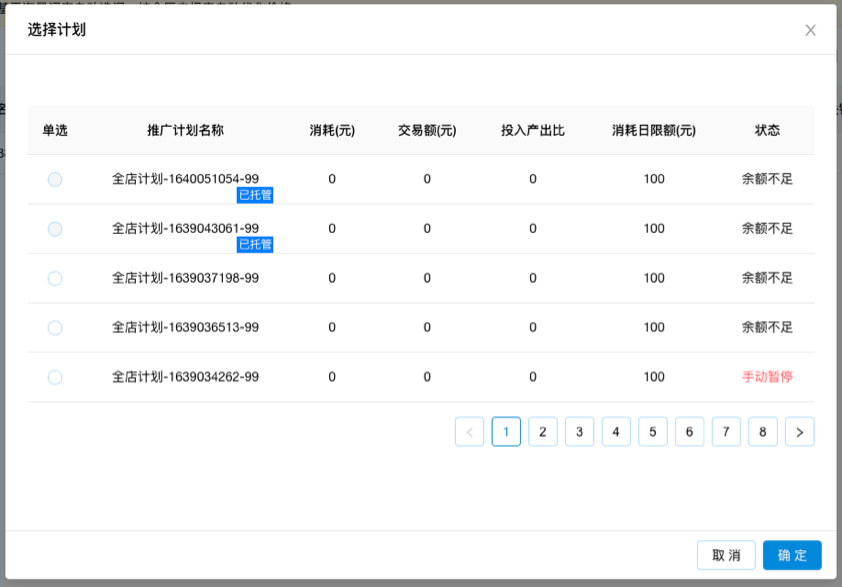 选择计划
单选 推广计划名称 消耗(元) 交易额(元) 投入产出比 消耗日限额(元) 状态
全店计划-1640051054-99 0 0 0 100 余额不足
已托管
全店计划-1639043061-99 0 0 0 100 余额不足
已托管
全店计划-1639037198-99 0 0 0 100 余额不足
全店计划-1639036513-99 0 0 0 100 余额不足
全店计划-1639034262-99 0 0 0 100 手动暂停
1 2 3 4 5 6 7 8
取消 确定